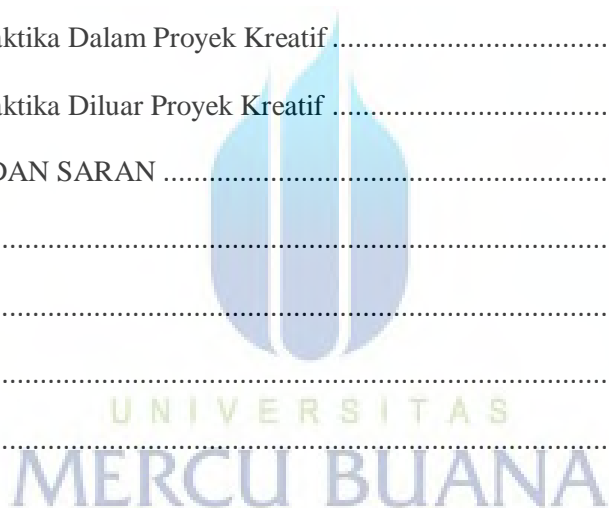 aktika Dalam Proyek Kreatif ....................................
aktika Diluar Proyek Kreatif ....................................
DAN SARAN ..........................................................
................................................................................
................................................................................
................................................................................
UNIVERSITAS
................................................................................
MERCU BUANA